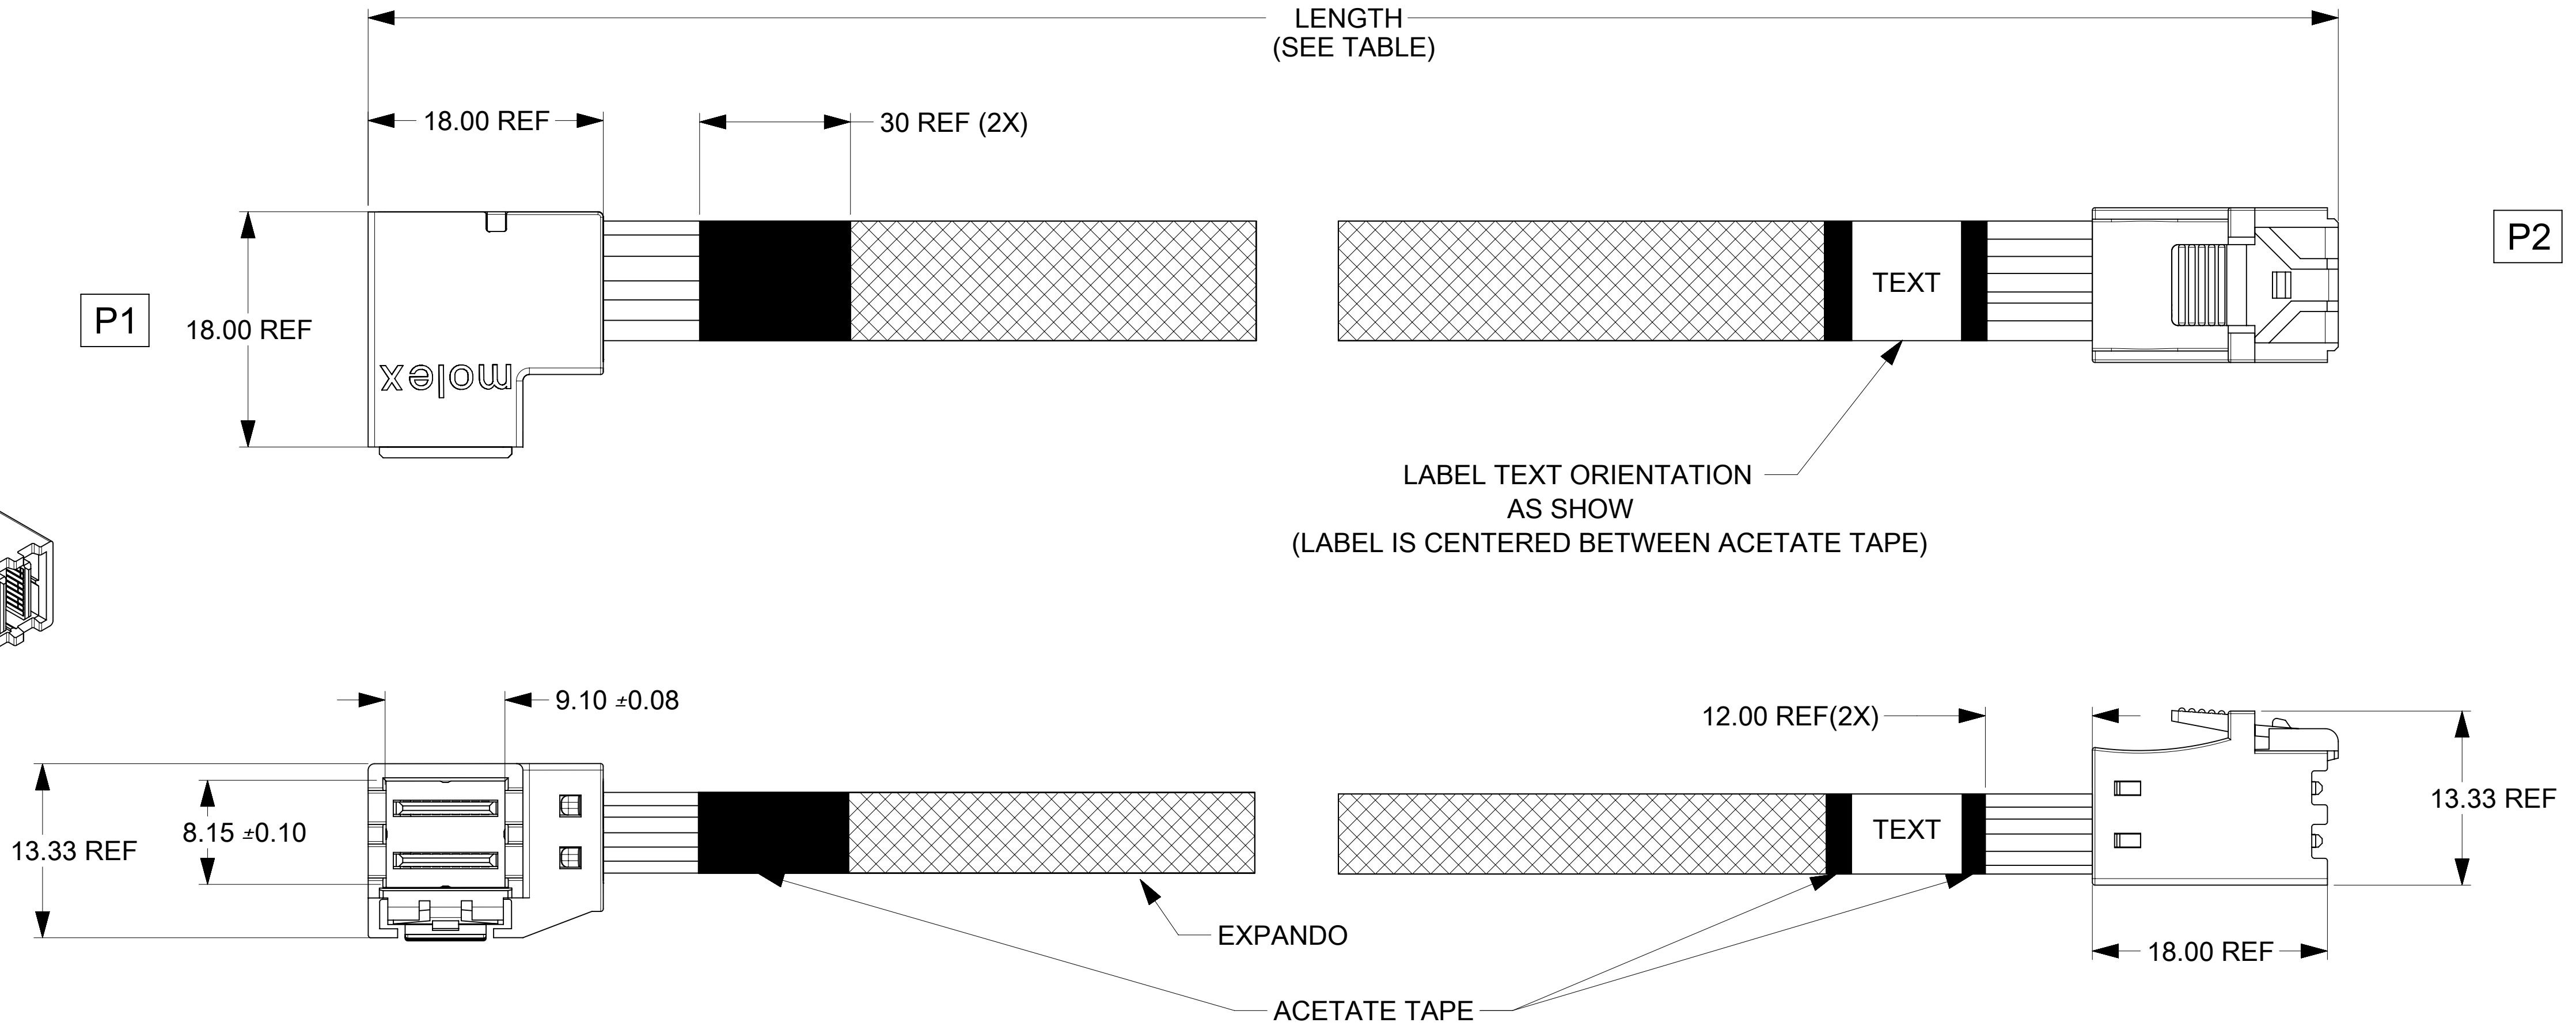 LENGTH
(SEE TABLE)
18.00 REF
30 REF (2X)
P1
18.00 REF
molex
TEXT
P2
LABEL TEXT ORIENTATION
AS SHOW
(LABEL IS CENTERED BETWEEN ACETATE TAPE)
9.10 ±0.08
12.00 REF(2X)
13.33 REF
8.15 ±0.10
TEXT
13.33 REF
EXPANDO
18.00 REF
ACETATE TAPE